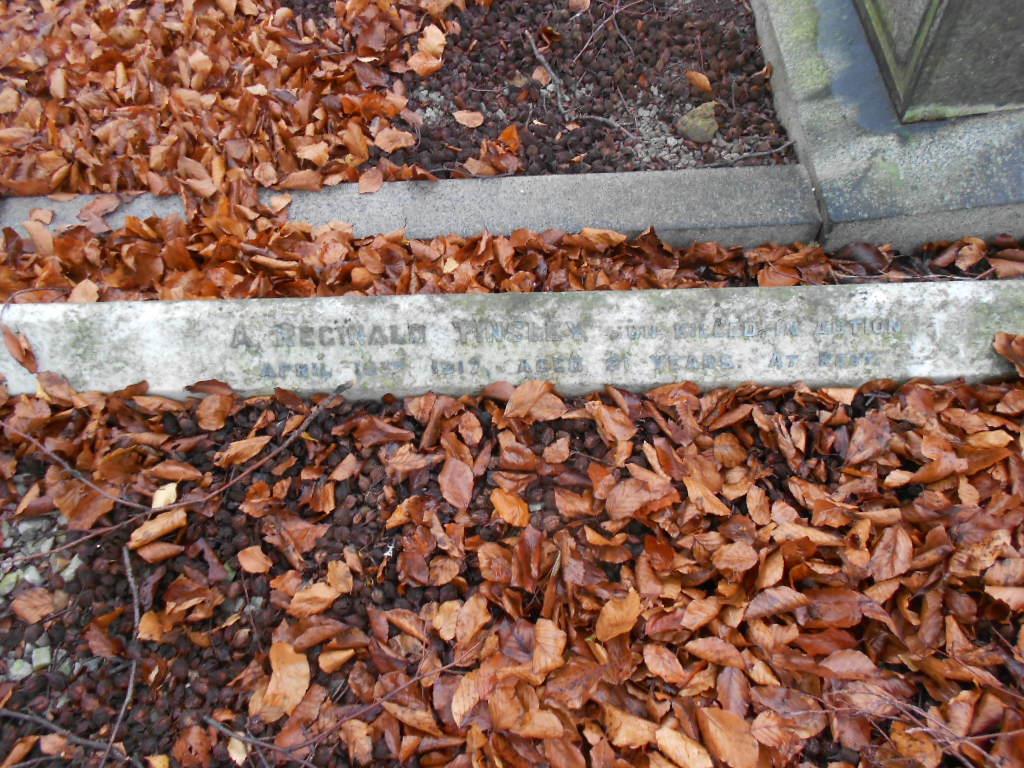 A. REGINALD TINSLEY KILLED IN ACTION
APRIL 1917, AGED 21 YEARS. AT REST.